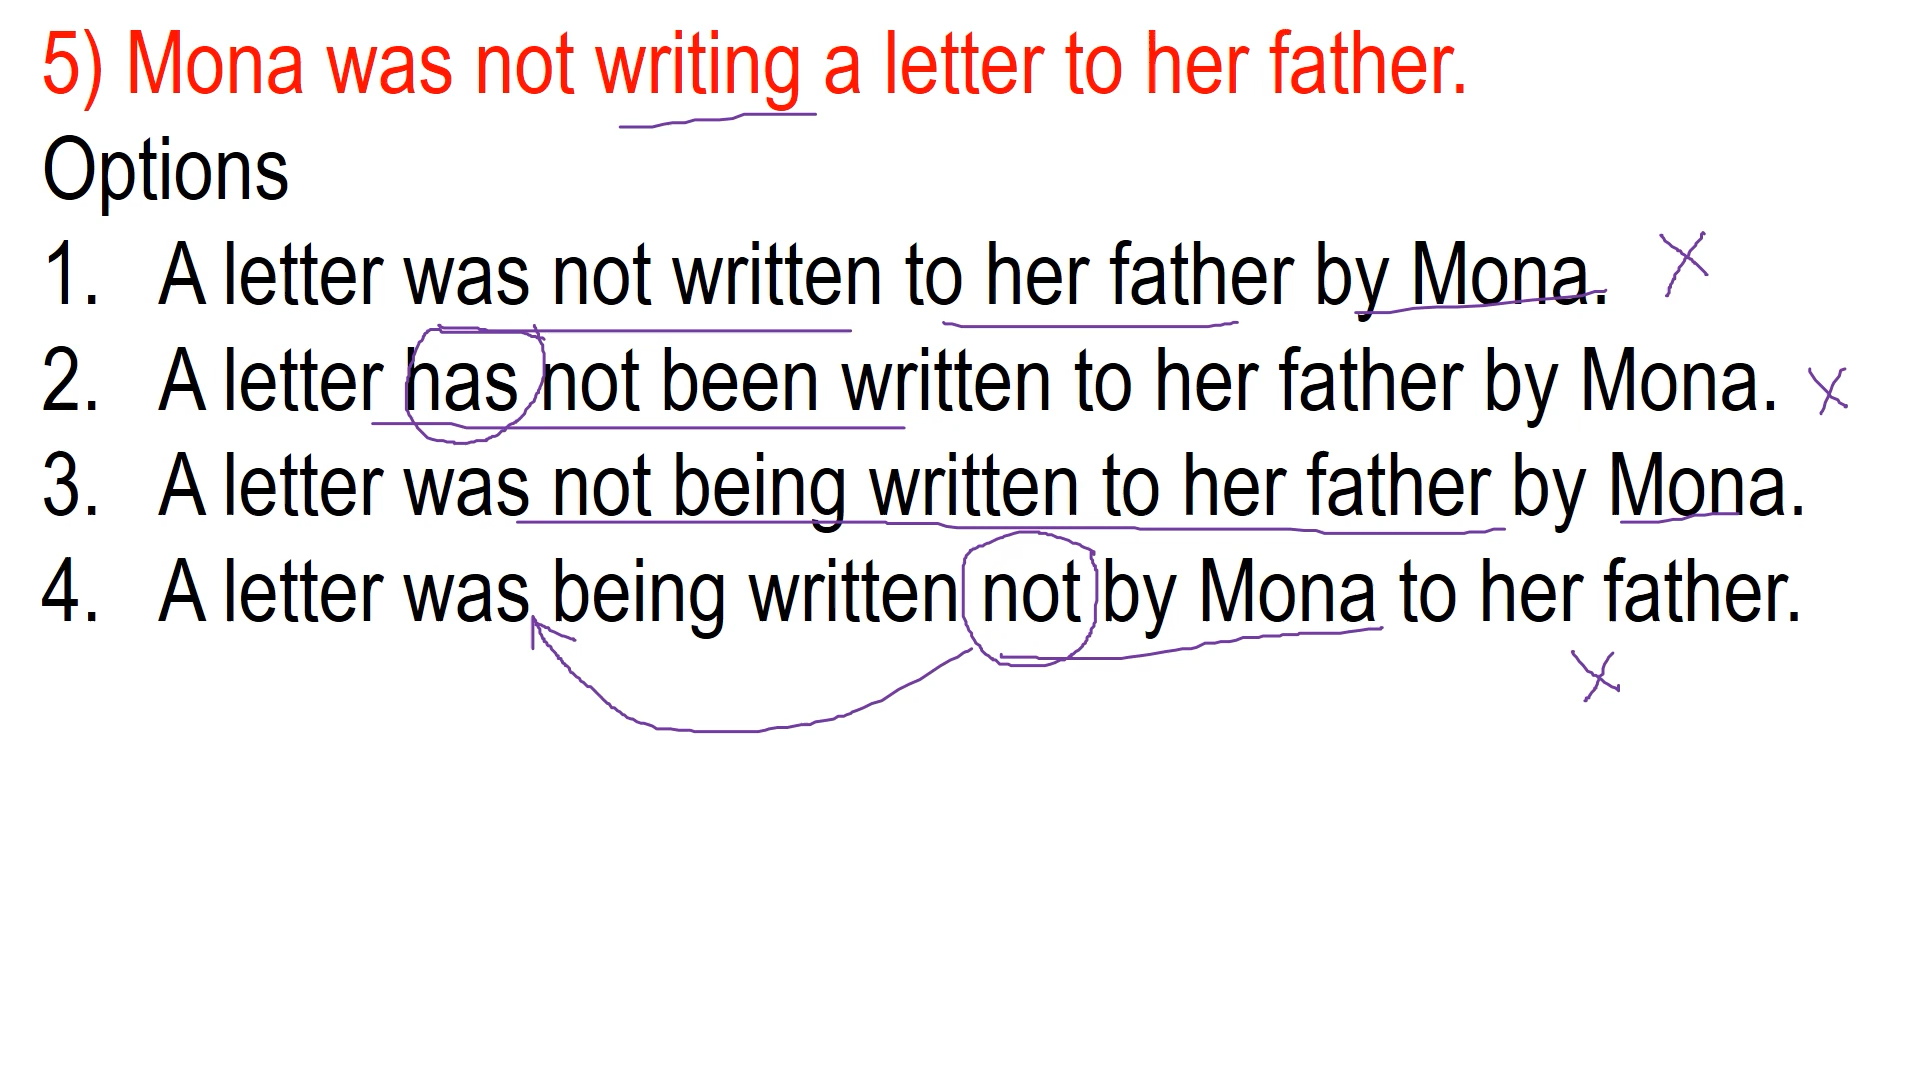 5) Mona was not writing a letter to her father.
Options
1. A letter was not written to her father by Mona.
2. A letter has not been written to her father by Mona.
3. A letter was not being written to her father by Mona.
4. A letter was being written not by Mona to her father.